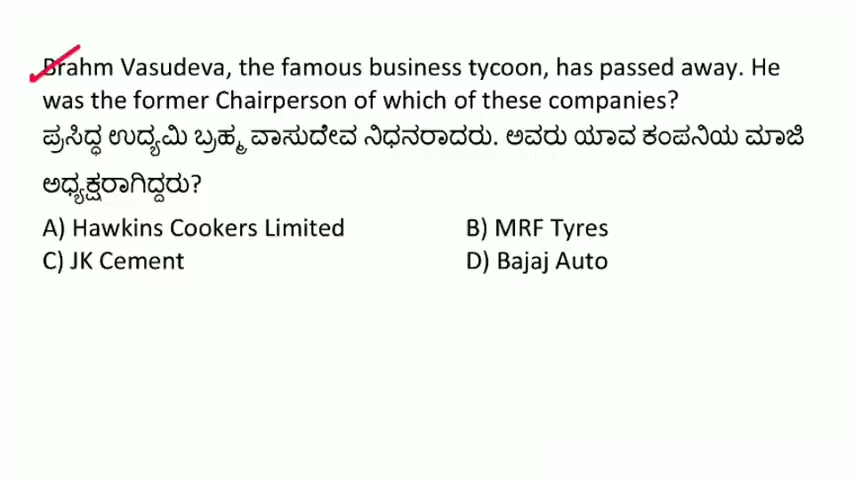 Brahm Vasudeva, the famous business tycoon, has passed away. He
was the former Chairperson of which of these companies?
ಪ್ರಸಿದ್ಧ ಉದ್ಯಮಿ ಬ್ರಹ್ಮ ವಾಸುದೇವ ನಿಧನರಾದರು. ಅವರು ಯಾವ ಕಂಪನಿಯ ಮಾಜಿ
ಅಧ್ಯಕ್ಷರಾಗಿದ್ದರು?
A) Hawkins Cookers Limited B) MRF Tyres
C) JK Cement D) Bajaj Auto